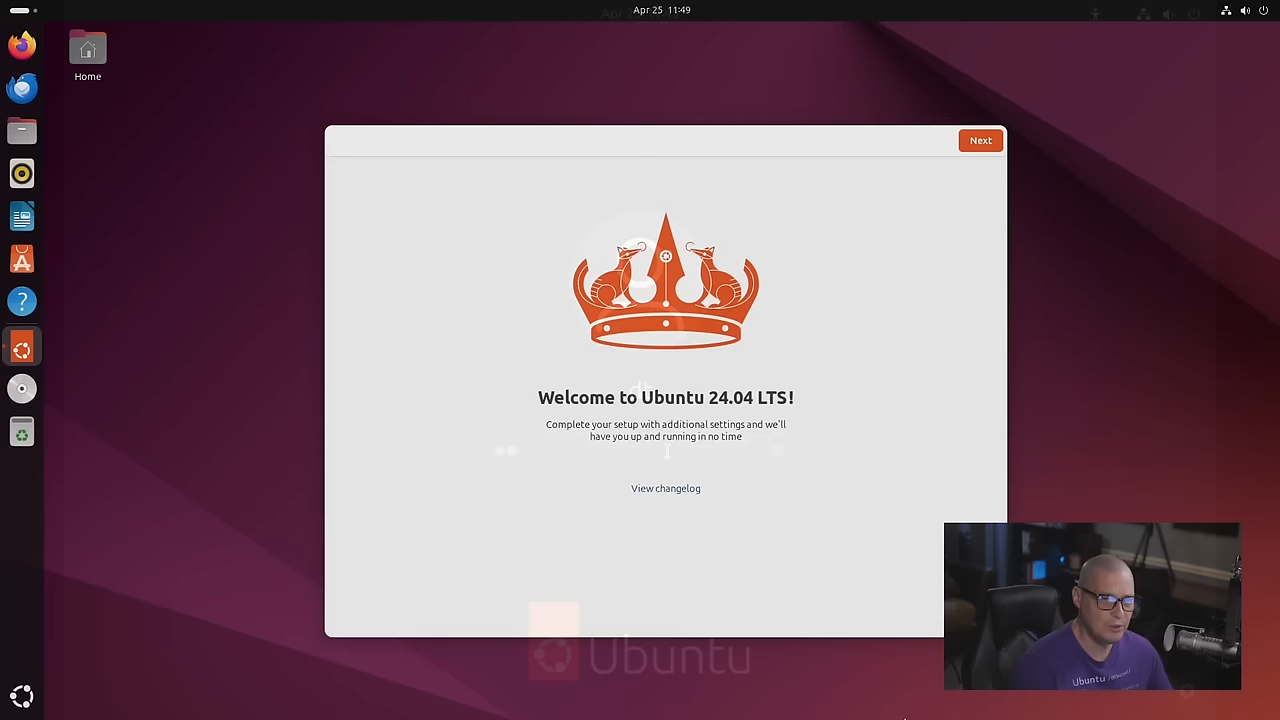 Apr 25 11:49
Home
Next
Welcome to Ubuntu 24.04 LTS!
Complete your setup with additional settings and we'll
have you up and running in no time
View changelog
Ubuntu
Ubuntu